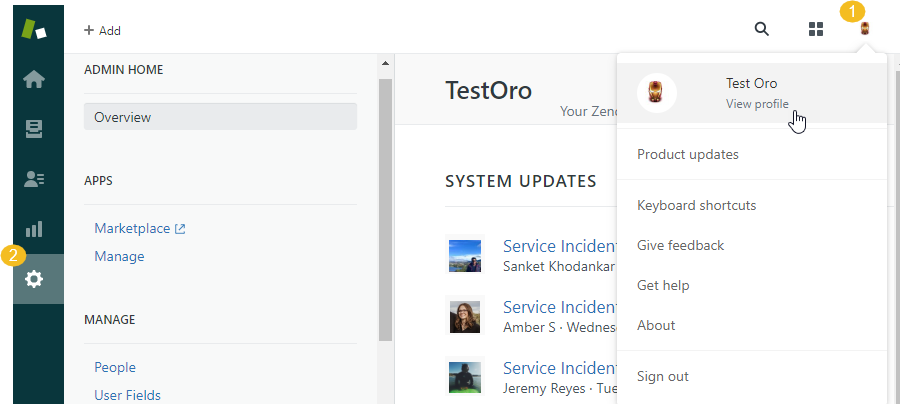 1
+ Add
ADMIN HOME
Overview
APPS
Marketplace
Manage
2
MANAGE
People
User Fields
TestOro
Your Zen
SYSTEM UPDATES
Service Incident
Sanket Khodankar
Service Incident
Amber S · Wednes
Service Incident
Jeremy Reyes · Tue
Test Oro
View profile
Product updates
Keyboard shortcuts
Give feedback
Get help
About
Sign out